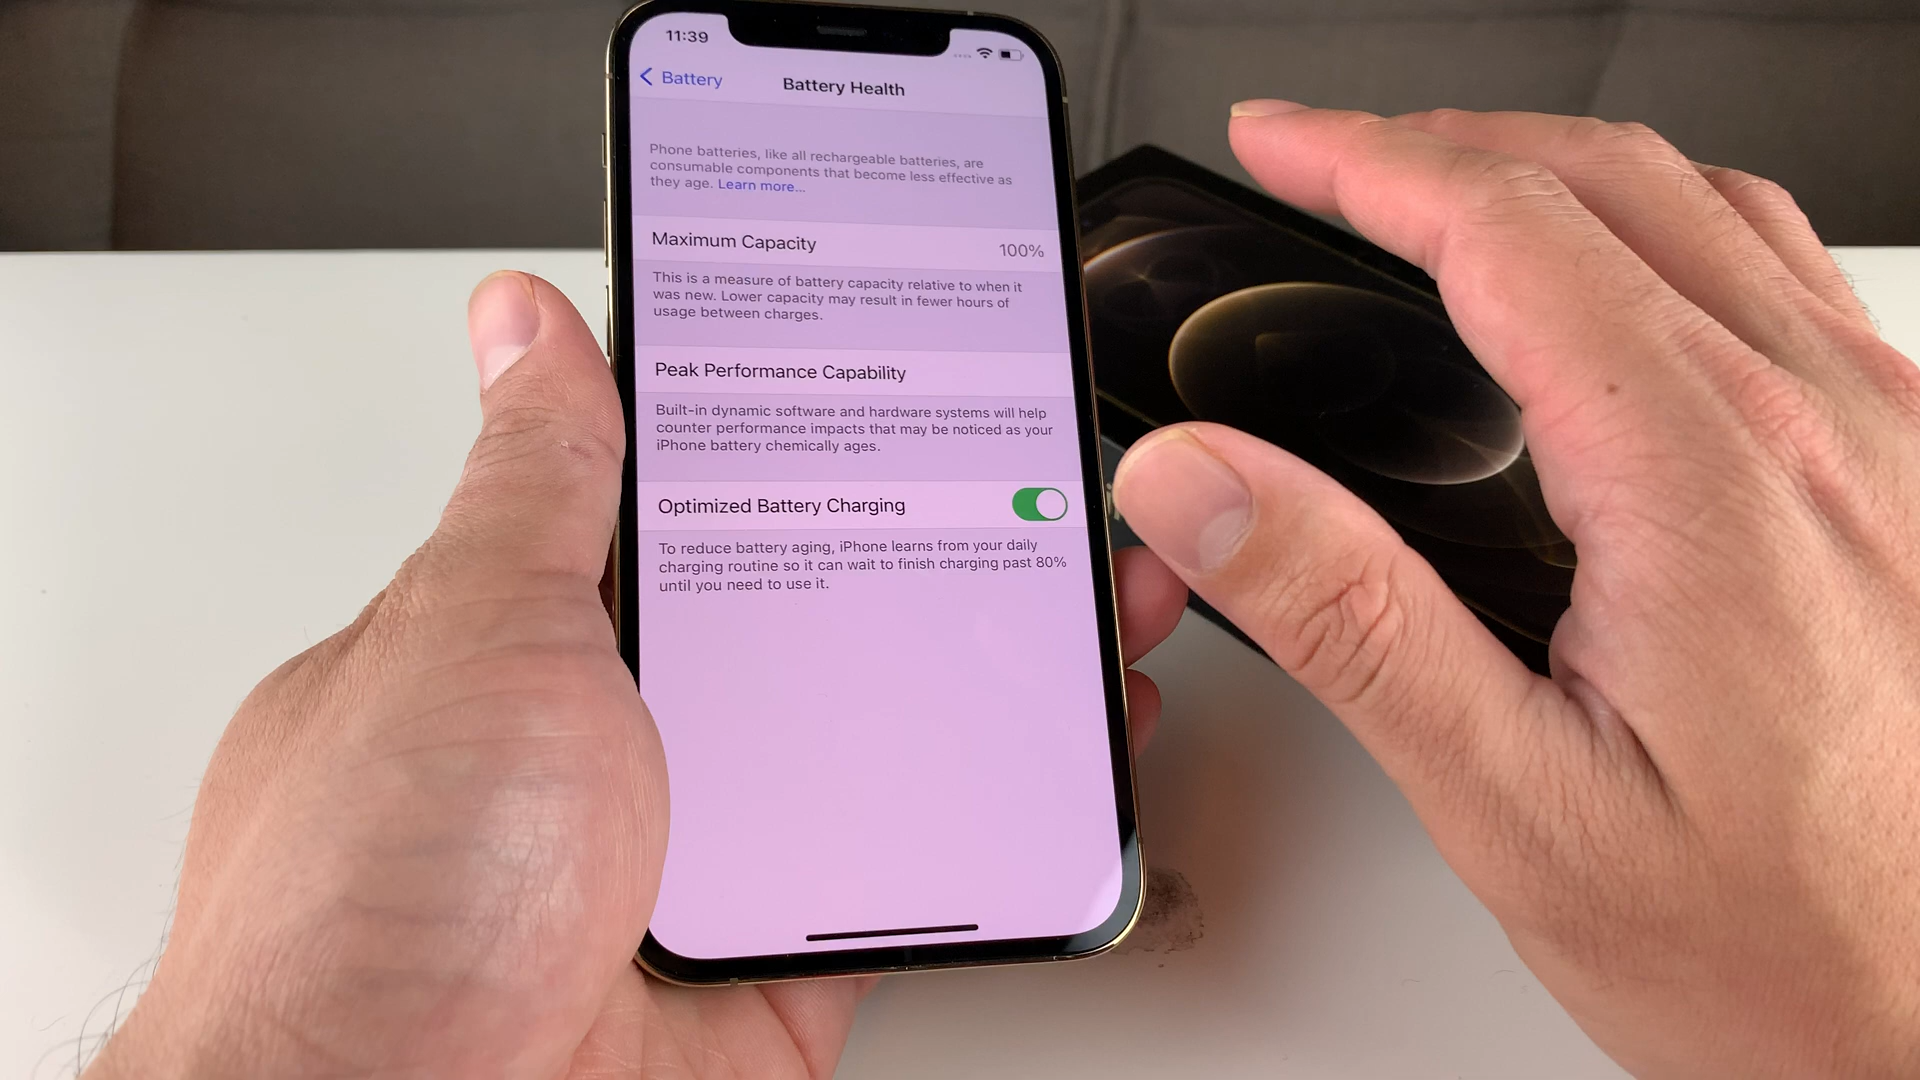 11:39
Battery
Battery Health
Phone batteries, like all rechargeable batteries, are
consumable components that become less effective as
they age. Learn more...
Maximum Capacity 100%
This is a measure of battery capacity relative to when it
was new. Lower capacity may result in fewer hours of
usage between charges.
Peak Performance Capability
Built-in dynamic software and hardware systems will help
counter performance impacts that may be noticed as your
iPhone battery chemically ages.
Optimized Battery Charging
To reduce battery aging, iPhone learns from your daily
charging routine so it can wait to finish charging past 80%
until you need to use it.